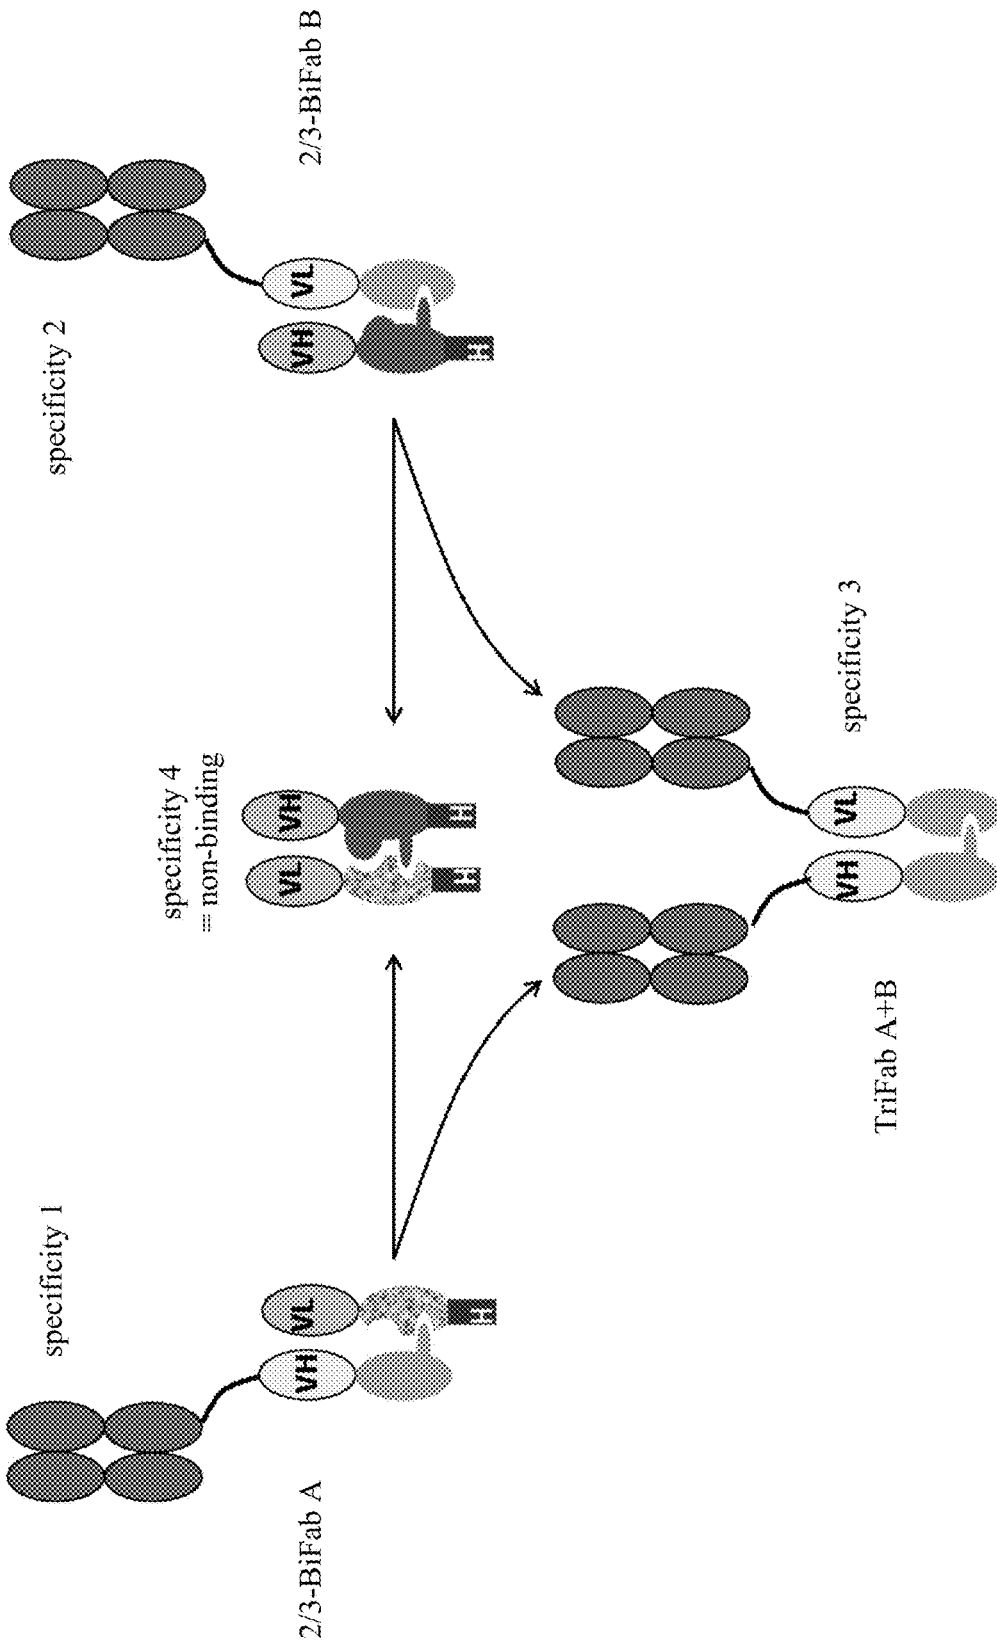 specificity 1
2/3-BiFab A
VH
VL
H
specificity 2
2/3-BiFab B
VH
VL
H
specificity 4
= non-binding
VL
VH
H
H
TriFab A+B
specificity 3
VH
VL